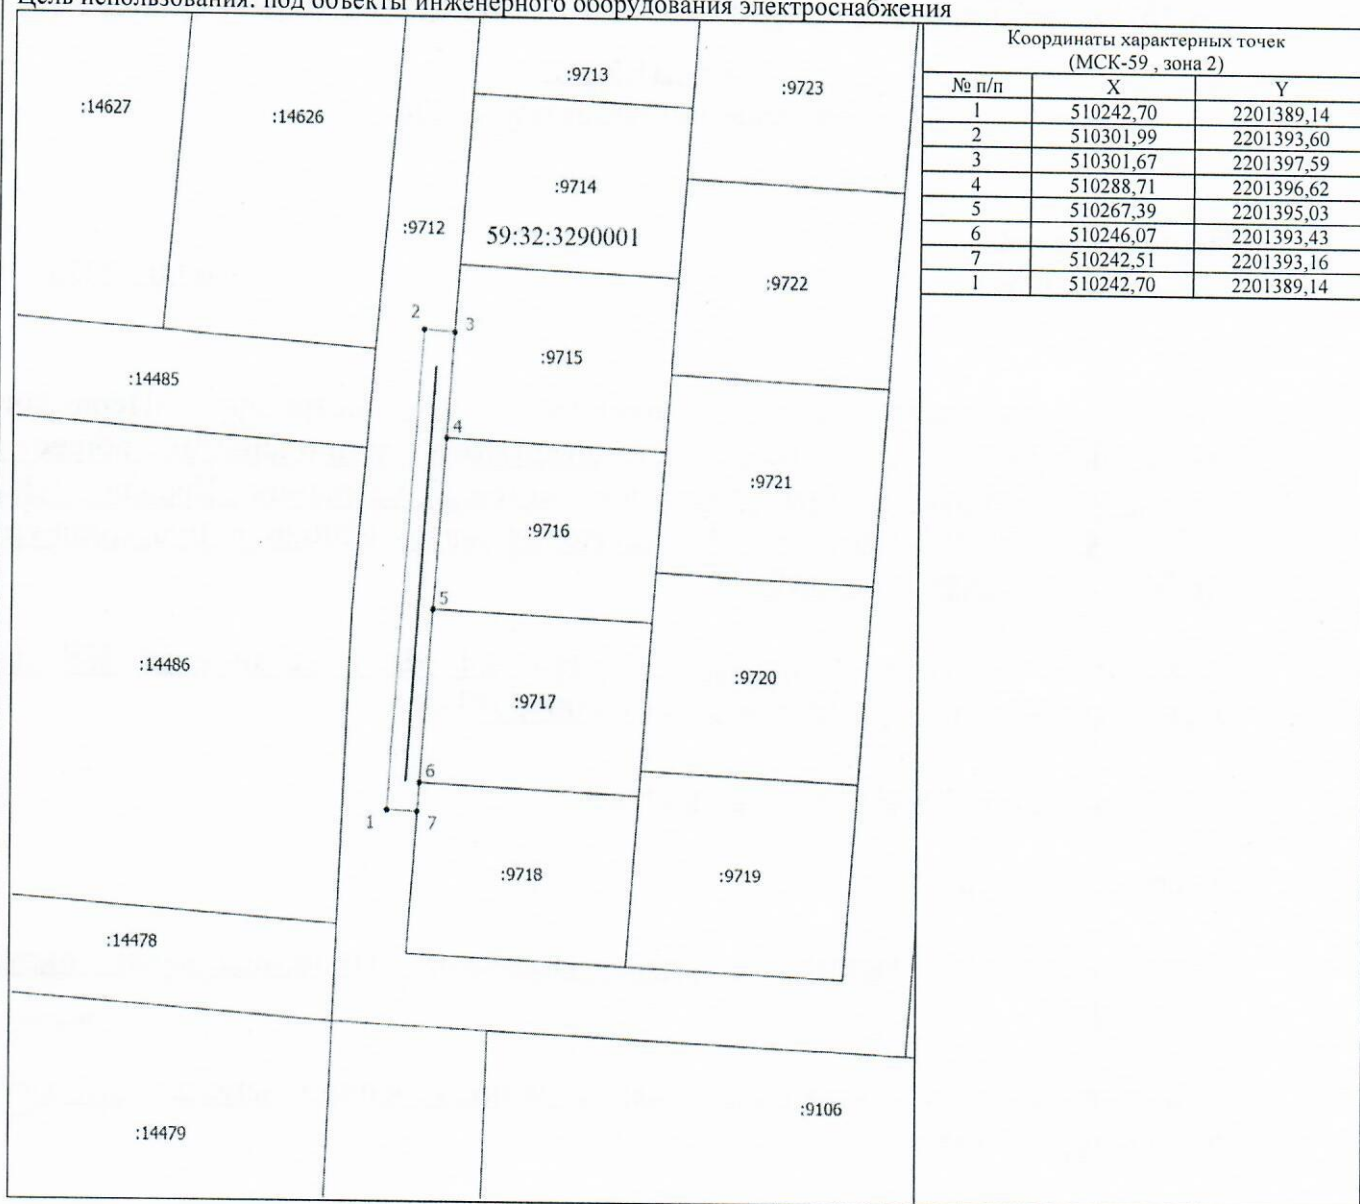 Цель использования: под объекты инженерного оборудования электроснабжения
Координаты характерных точек
(МСК-59 , зона 2)
№ п/п X Y
1 510242,70 2201389,14
2 510301,99 2201393,60
3 510301,67 2201397,59
4 510288,71 2201396,62
5 510267,39 2201395,03
6 510246,07 2201393,43
7 510242,51 2201393,16
1 510242,70 2201389,14
:14627
:14626
:9713
:9723
:9714
:9712
59:32:3290001
:9722
2
3
:9715
:14485
4
:9721
:9716
5
:14486
:9720
:9717
6
1
7
:9718
:9719
:14478
:9106
:14479